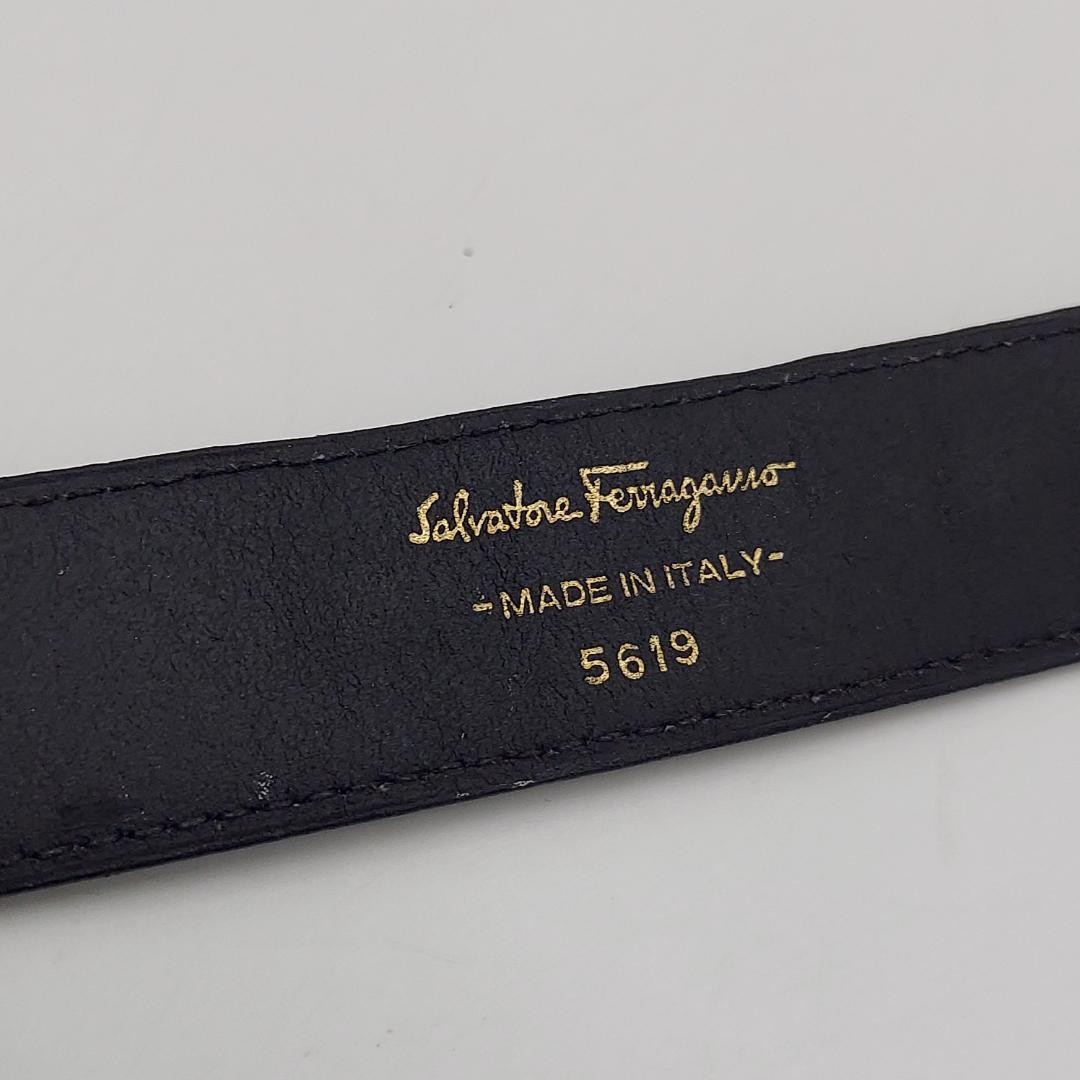 Salvatore Ferragamo
-MADE IN ITALY-
5619